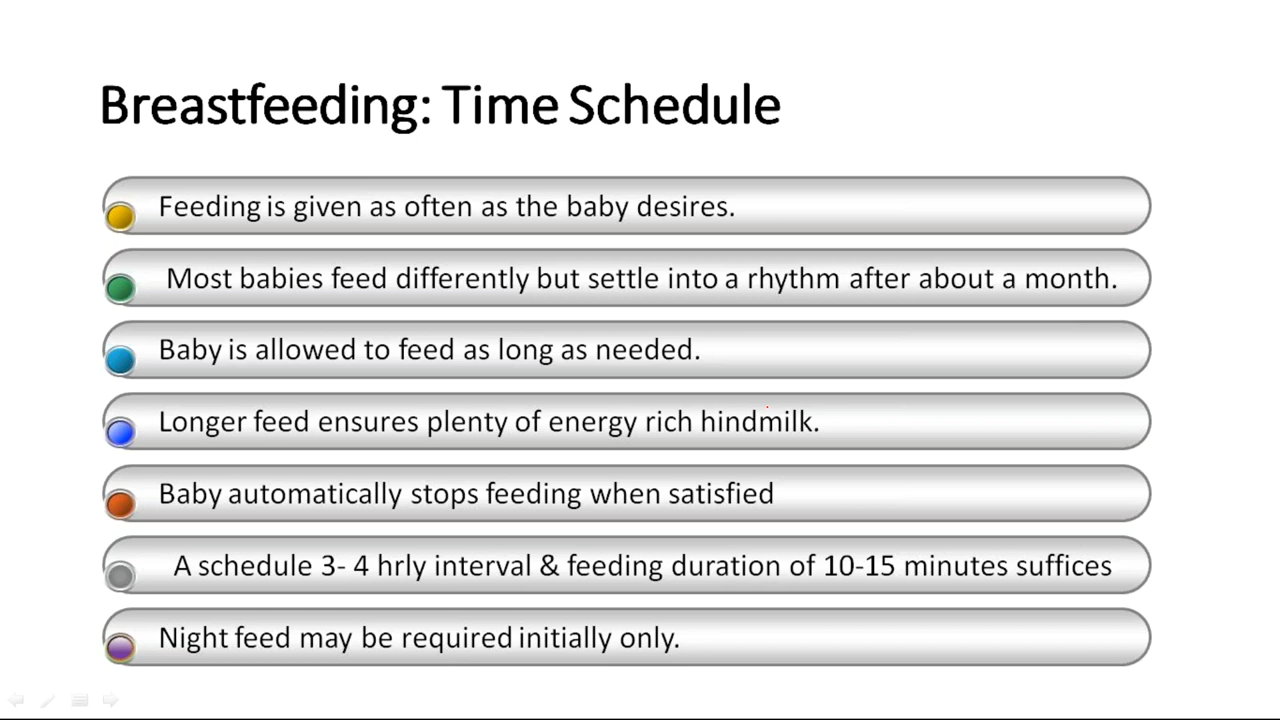 Breastfeeding: Time Schedule
Feeding is given as often as the baby desires.
Most babies feed differently but settle into a rhythm after about a month.
Baby is allowed to feed as long as needed.
Longer feed ensures plenty of energy rich hindmilk.
Baby automatically stops feeding when satisfied
A schedule 3- 4 hrly interval & feeding duration of 10-15 minutes suffices
Night feed may be required initially only.